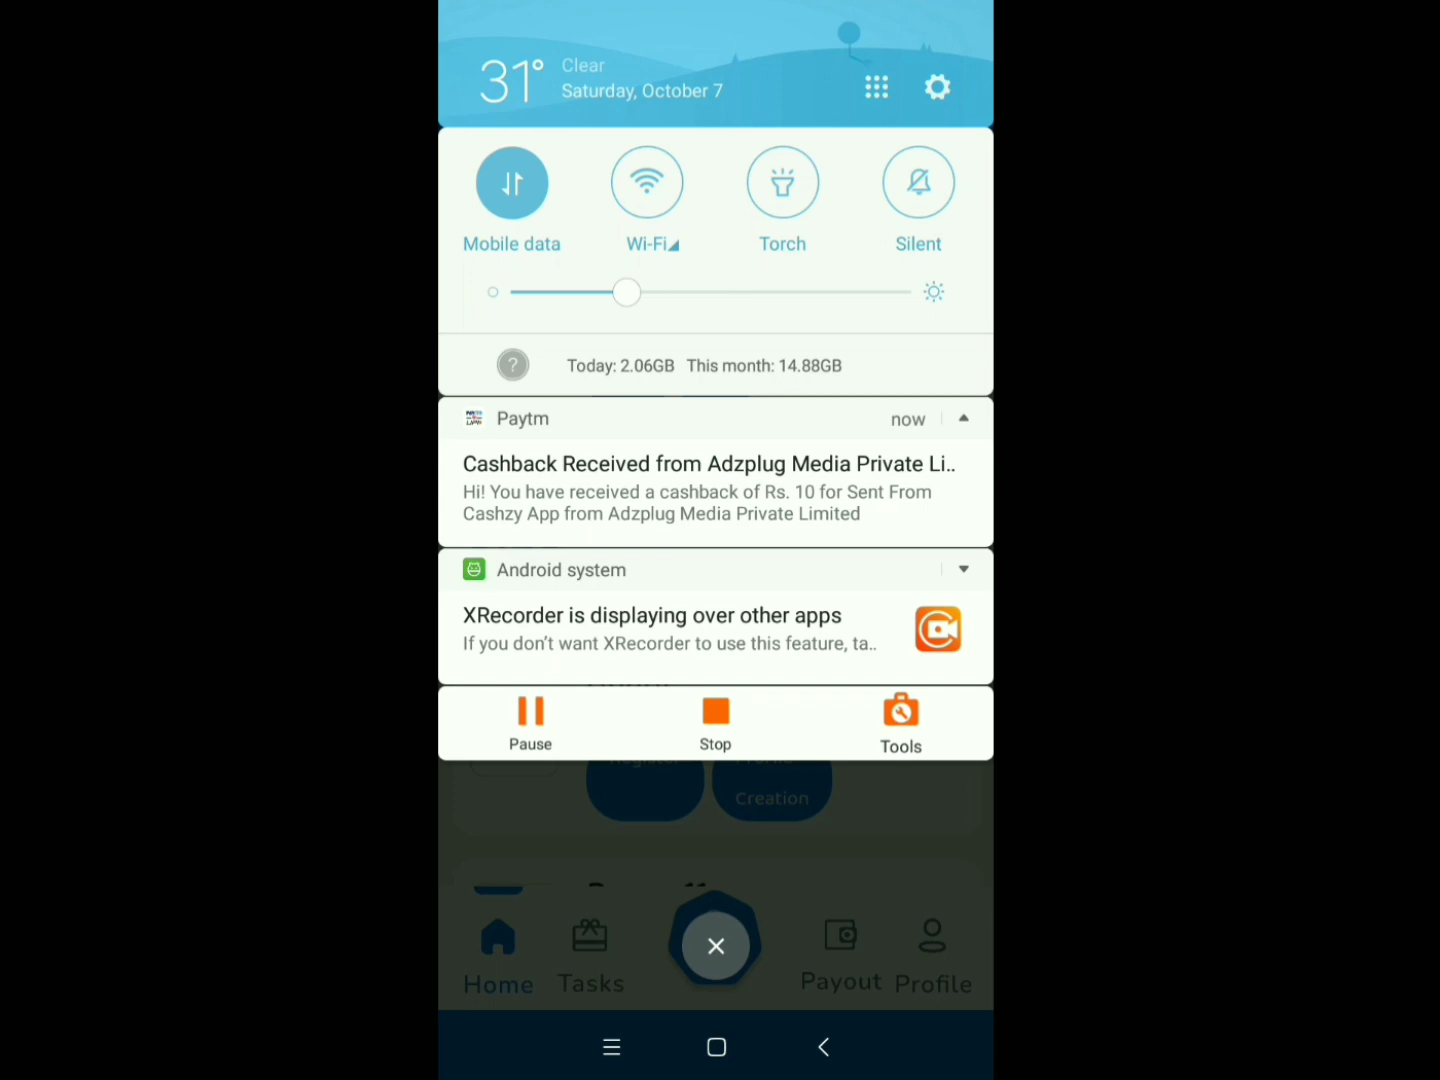 31°
Clear
Saturday, October 7
Mobile data
Wi-Fi
Torch
Silent
? Today: 2.06GB This month: 14.88GB
Paytm
now
Cashback Received from Adzplug Media Private Li..
Hi! You have received a cashback of Rs. 10 for Sent From
Cashzy App from Adzplug Media Private Limited
Android system
XRecorder is displaying over other apps
If you don’t want XRecorder to use this feature, ta..
Pause
Stop
Tools
Creation
Home
Tasks
Payout
Profile